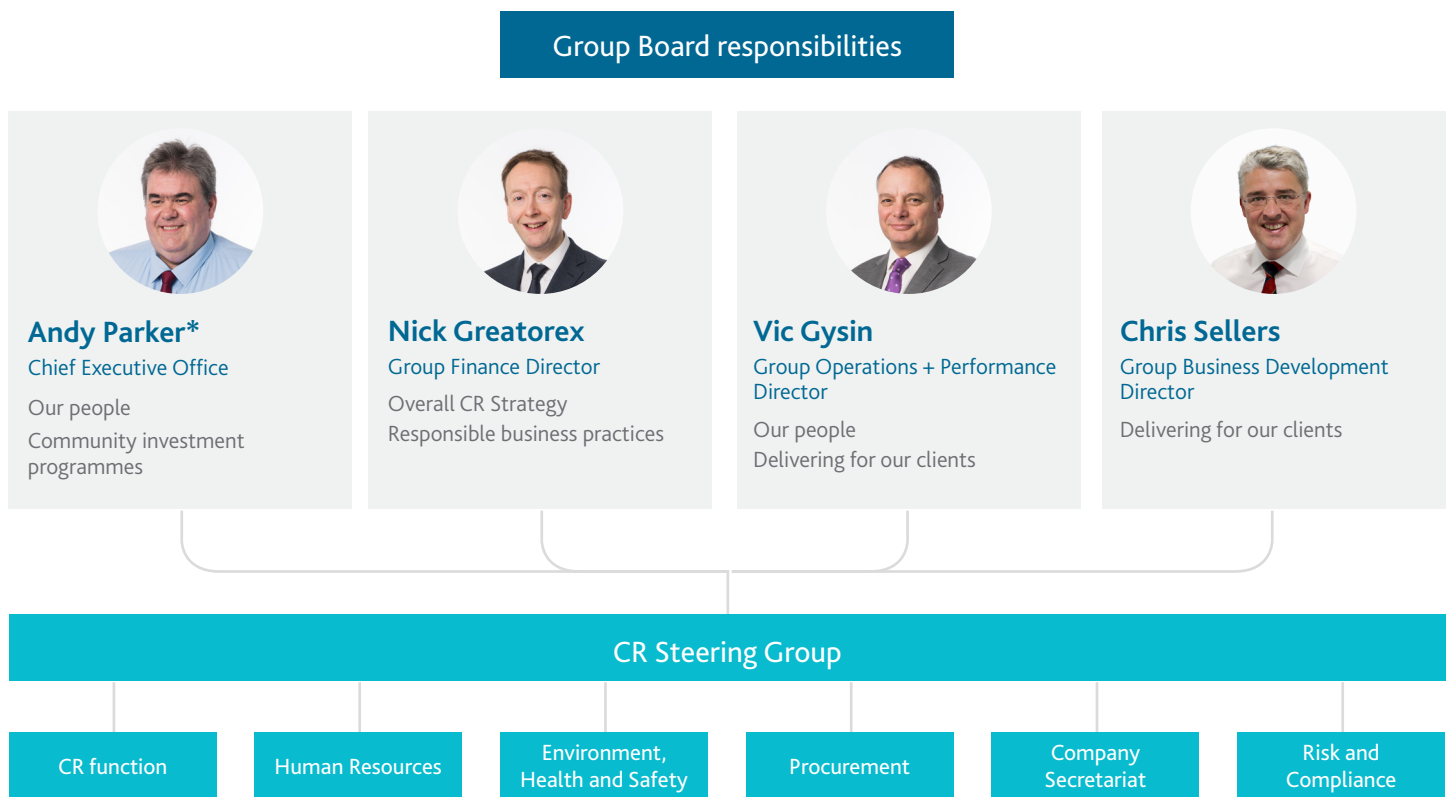 Group Board responsibilities
Andy Parker*
Chief Executive Office
Our people
Community investment
programmes
Nick Greatorex
Group Finance Director
Overall CR Strategy
Responsible business practices
Vic Gysin
Group Operations + Performance
Director
Our people
Delivering for our clients
Chris Sellers
Group Business Development
Director
Delivering for our clients
CR Steering Group
CR function
Human Resources
Environment,
Health and Safety
Procurement
Company
Secretariat
Risk and
Compliance